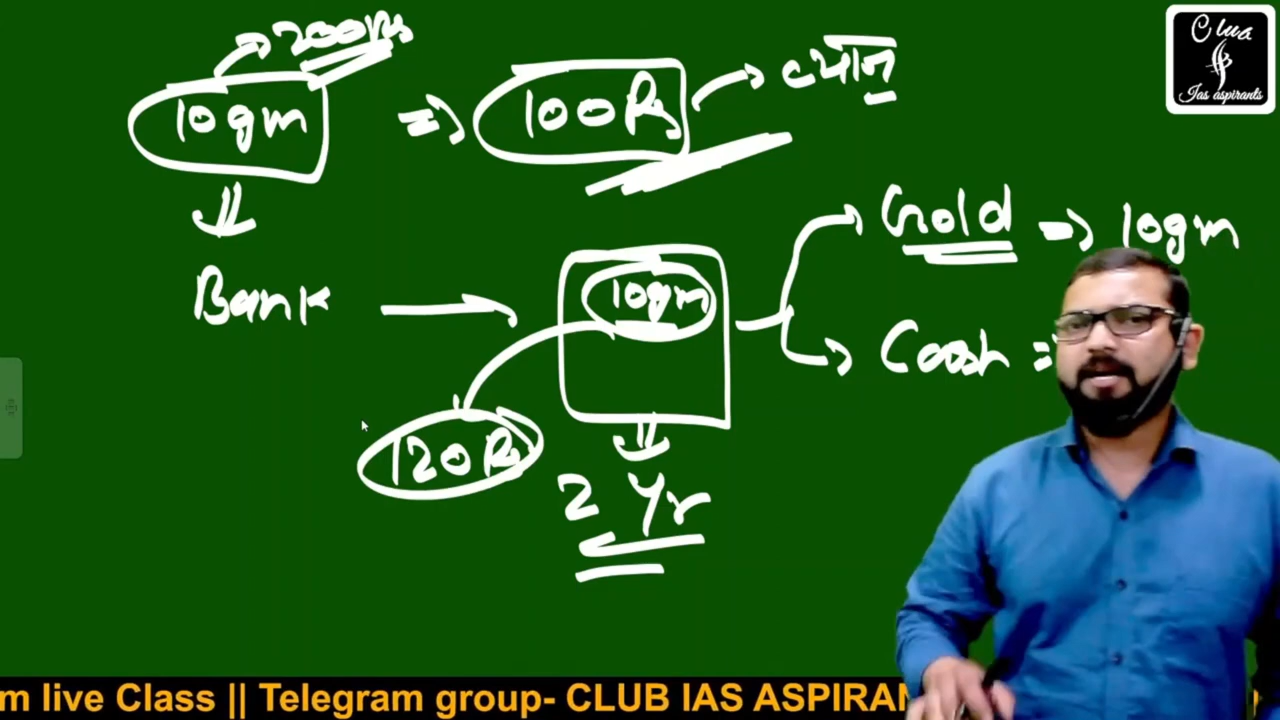 200Rs
10gm => 100Rs
Clua
Ias aspirants
Gold => 10gm
Bank
10gm
Cash =
120Rs
2 Yr
m live Class || Telegram group- CLUB IAS ASPIRAN